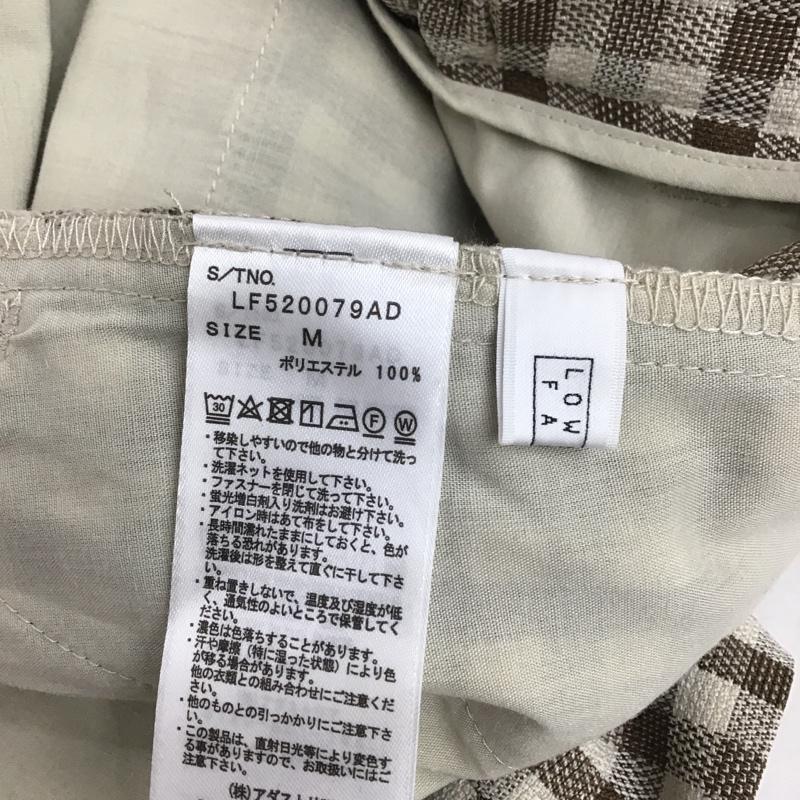 S/TNO.
LF520079AD
SIZE M
ポリエステル 100%
30 F W
・移染しやすいので他の物と分けて洗っ
て下さい。
・洗濯ネットを使用して下さい。
・ファスナーを閉じて洗って下さい。
・蛍光増白剤入り洗剤はお避け下さい。
・アイロン時はあて布をして下さい。
・長時間濡れたままにしておくと、色が
落ちる恐れがあります。
洗濯後は形を整えて直ぐに干して下さ
い。
・重ね置きしないで、温度及び湿度が低
く、通気性のよいところで保管してく
ださい。
・濃色は色落ちすることがあります。
・汗や摩擦（特に湿った状態）により色
が移る場合があります。
他の衣類との組み合わせにご注意くだ
さい。
・他のものとの引っかかりにご注意下さ
い。
・この製品は、直射日光等により変色す
る事がありますので、お取扱いにはご
注意下さい。
(株)アダストリア
LOW
FA